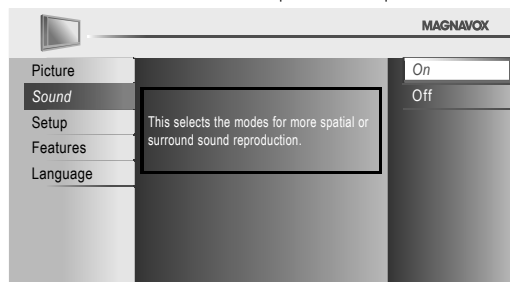 MAGNAVOX
Picture
Sound
Setup
Features
Language
This selects the modes for more spatial or
surround sound reproduction.
On
Off